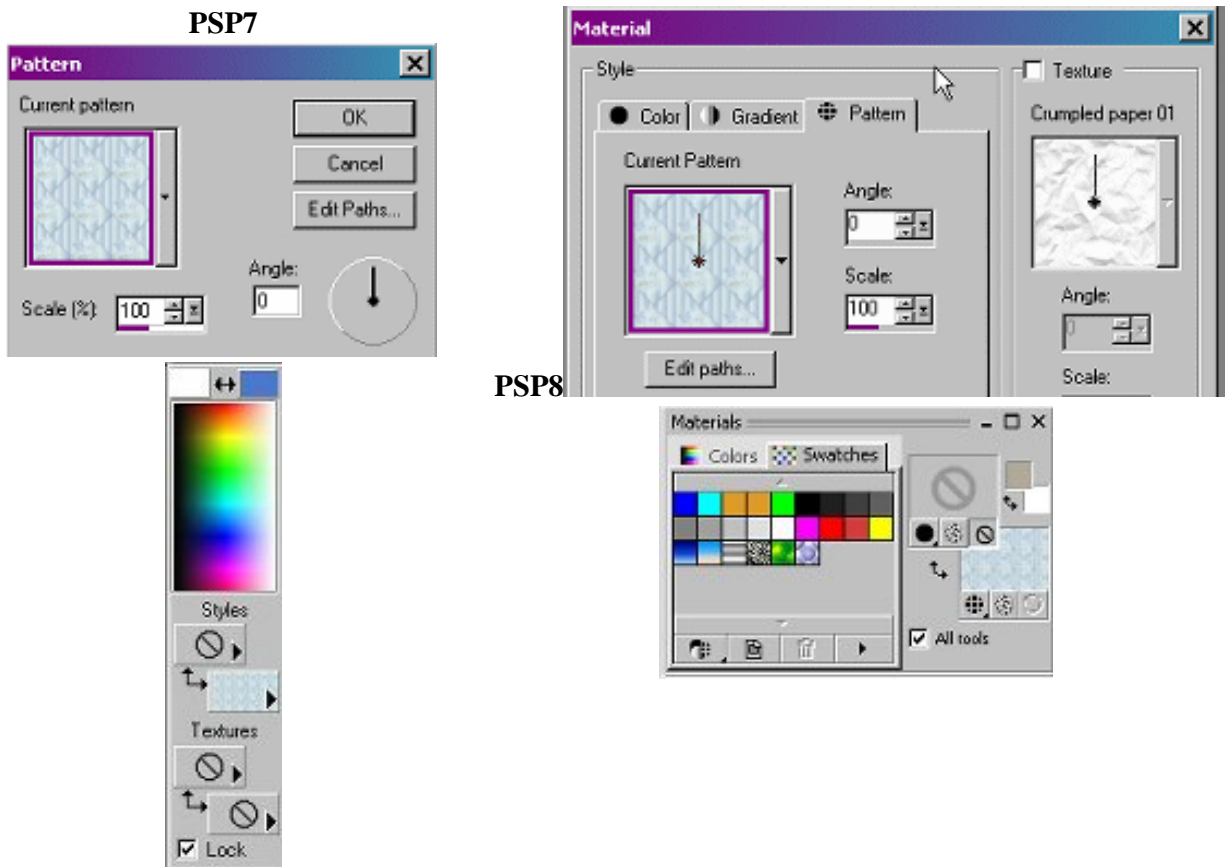 PSP7
Pattern
Current pattern
OK
Cancel
Edit Paths...
Angle:
0
Scale (%): 100
Material
Style
Texture
Color Gradient Pattern
Crumpled paper 01
Current Pattern
Angle:
0
Scale:
100
Edit paths...
Angle:
0
Scale:
PSP8
Styles
Textures
Lock
Materials
Colors Swatches
All tools